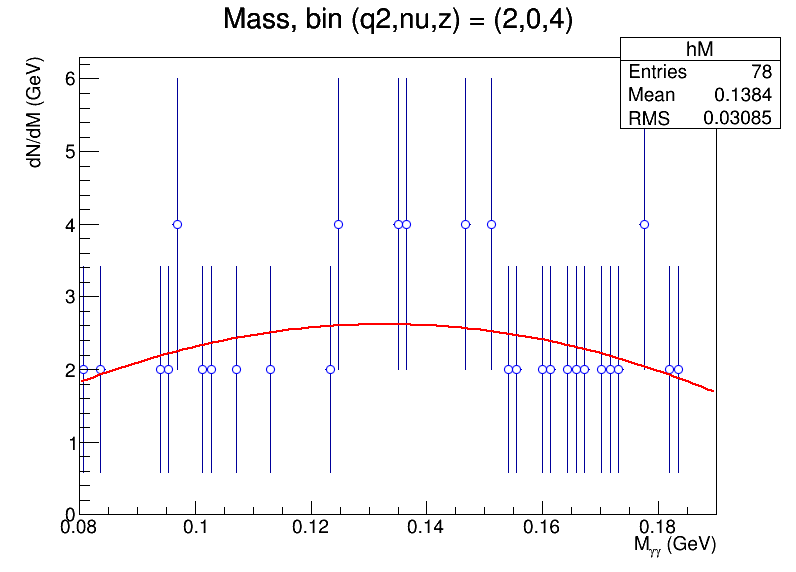 Mass, bin (q2,nu,z) = (2,0,4)
hM
Entries 78
Mean 0.1384
RMS 0.03085
dN/dM (GeV)
6
5
4
3
2
1
0
0.08 0.1 0.12 0.14 0.16 0.18
Mγγ (GeV)